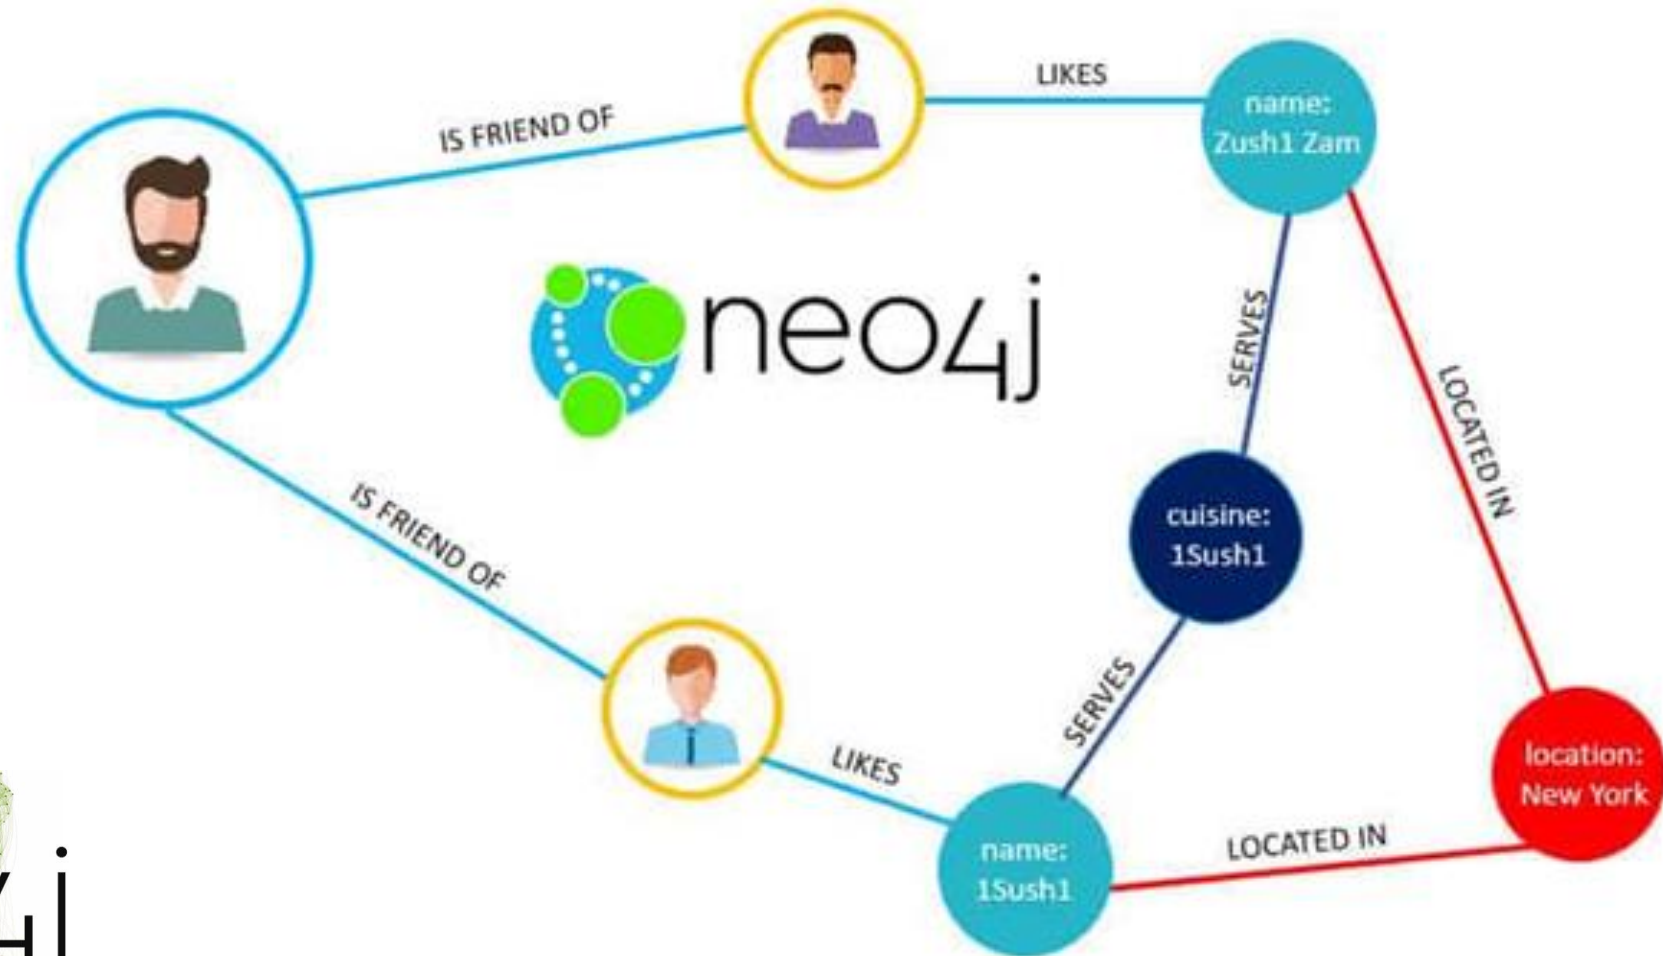 LIKES
IS FRIEND OF
name:
Zush1 Zam
neo4j
SERVES
LOCATED IN
cuisine:
1Sush1
IS FRIEND OF
SERVES
LIKES
location:
New York
LOCATED IN
name:
1Sush1
4j